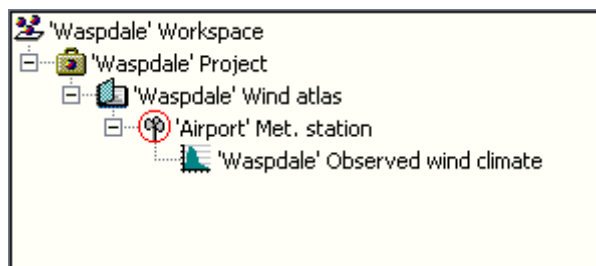 'Waspdale' Workspace
'Waspdale' Project
'Waspdale' Wind atlas
'Airport' Met. station
'Waspdale' Observed wind climate